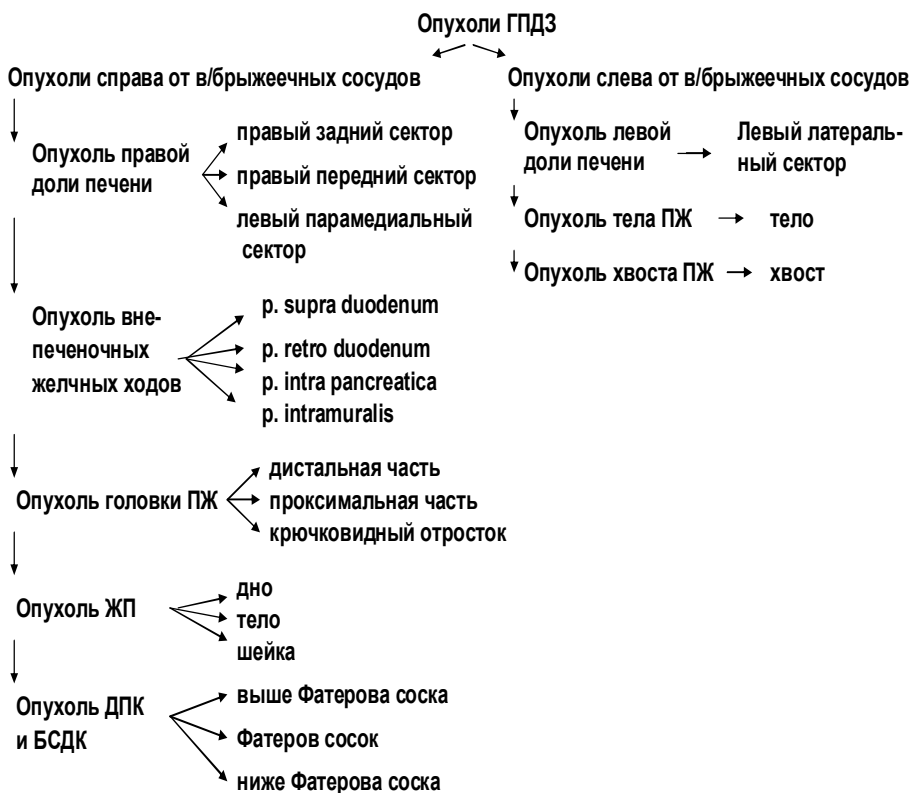 Опухоли ГПДЗ
Опухоли справа от в/брыжеечных сосудов
Опухоль правой
доли печени
правый задний сектор
правый передний сектор
левый парамедиальный
сектор
Опухоль вне-
печеночных
желчных ходов
p. supra duodenum
p. retro duodenum
p. intra pancreatica
p. intramuralis
Опухоль головки ПЖ
дистальная часть
проксимальная часть
крючковидный отросток
Опухоль ЖП
дно
тело
шейка
Опухоль ДПК
и БСДК
выше Фатерова соска
Фатеров сосок
ниже Фатерова соска
Опухоли слева от в/брыжеечных сосудов
Опухоль левой
доли печени
Левый латераль-
ный сектор
Опухоль тела ПЖ
тело
Опухоль хвоста ПЖ
хвост